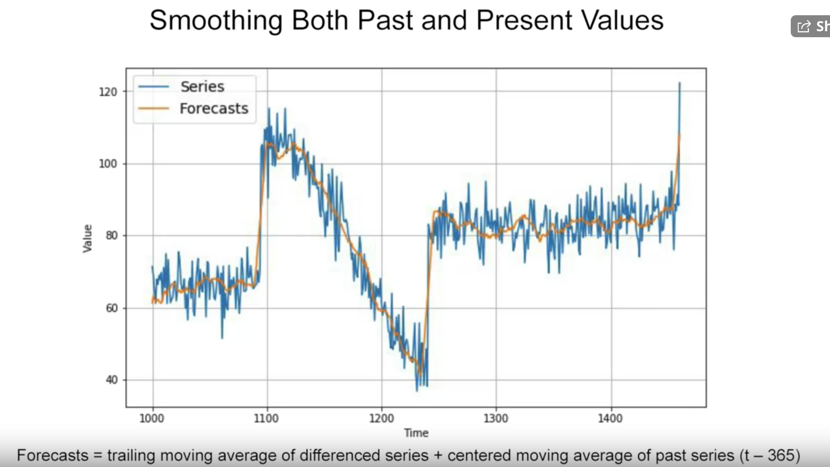 Smoothing Both Past and Present Values
Sh
Series
Forecasts
120
100
80
60
40
Value
1000
1100
1200
1300
1400
Time
Forecasts = trailing moving average of differenced series + centered moving average of past series (t – 365)